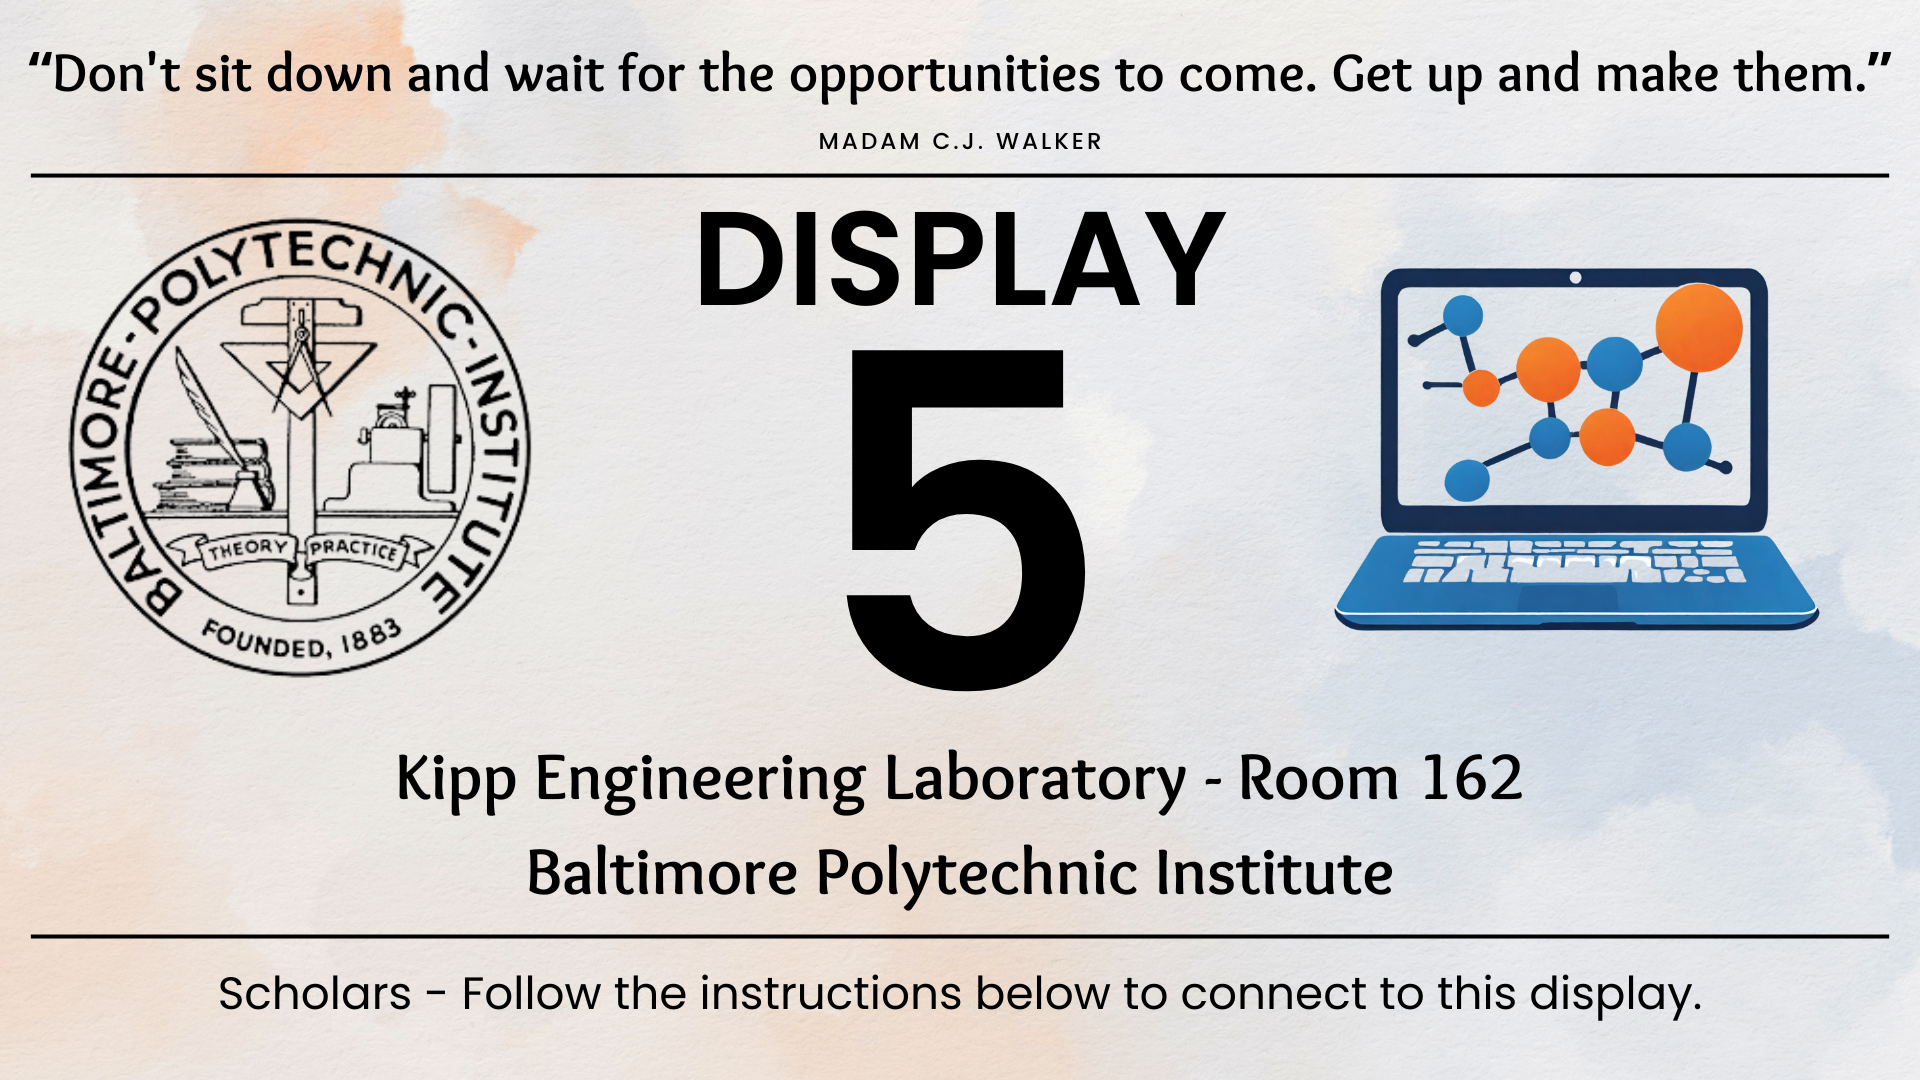 “Don't sit down and wait for the opportunities to come. Get up and make them.”
MADAM C.J. WALKER
DISPLAY
5
BALTIMORE-POLYTECHNIC-INSTITUTE
THEORY PRACTICE
FOUNDED, 1883
Kipp Engineering Laboratory - Room 162
Baltimore Polytechnic Institute
Scholars - Follow the instructions below to connect to this display.